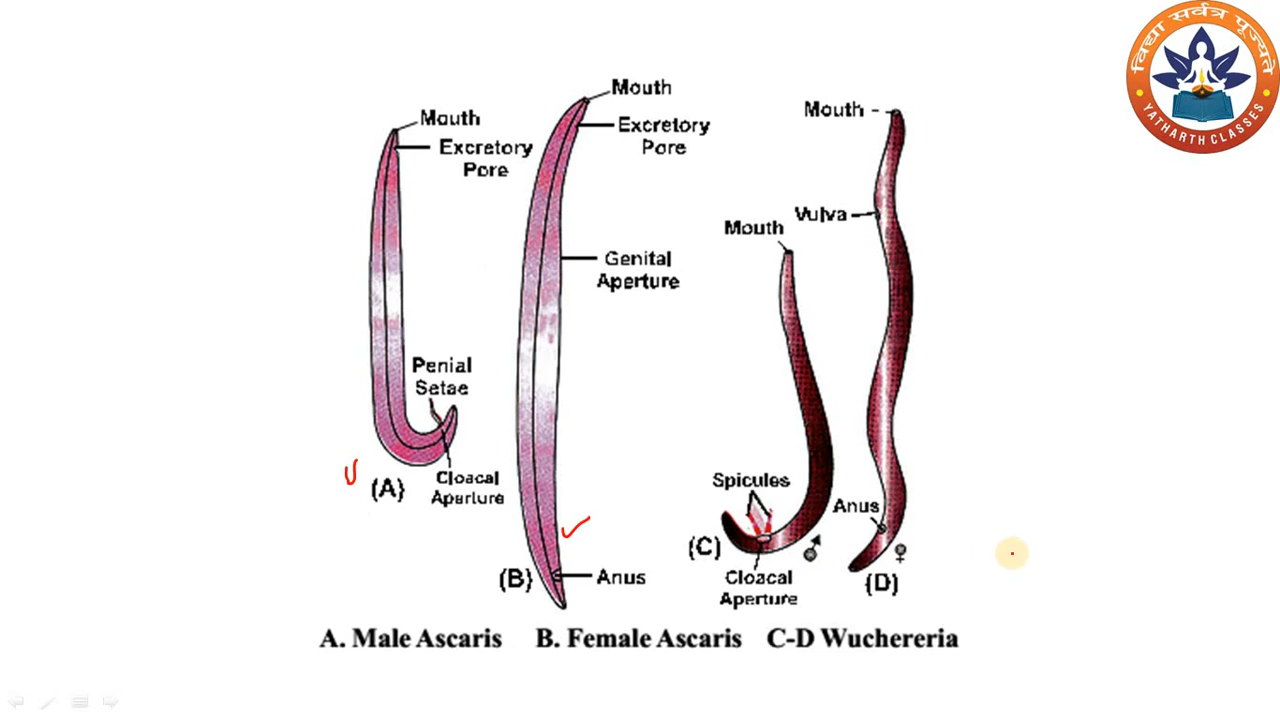 विद्या सर्वत्र पूज्यते
YATHARTH CLASSES
Mouth
Excretory
Pore
Penial
Setae
Cloacal
Aperture
(A)
Mouth
Excretory
Pore
Genital
Aperture
Anus
(B)
Mouth
Spicules
Cloacal
Aperture
(C)
♂
Mouth
Vulva
Anus
(D)
♀
A. Male Ascaris B. Female Ascaris C-D Wuchereria